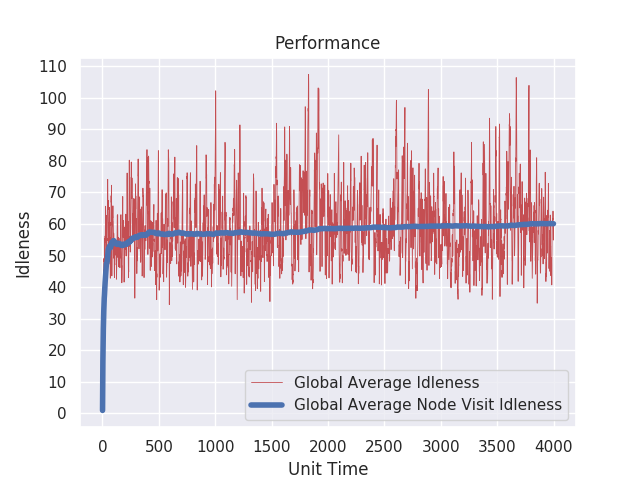 Performance
110
100
90
80
70
60
50
40
30
20
10
0
Idleness
Global Average Idleness
Global Average Node Visit Idleness
0 500 1000 1500 2000 2500 3000 3500 4000
Unit Time